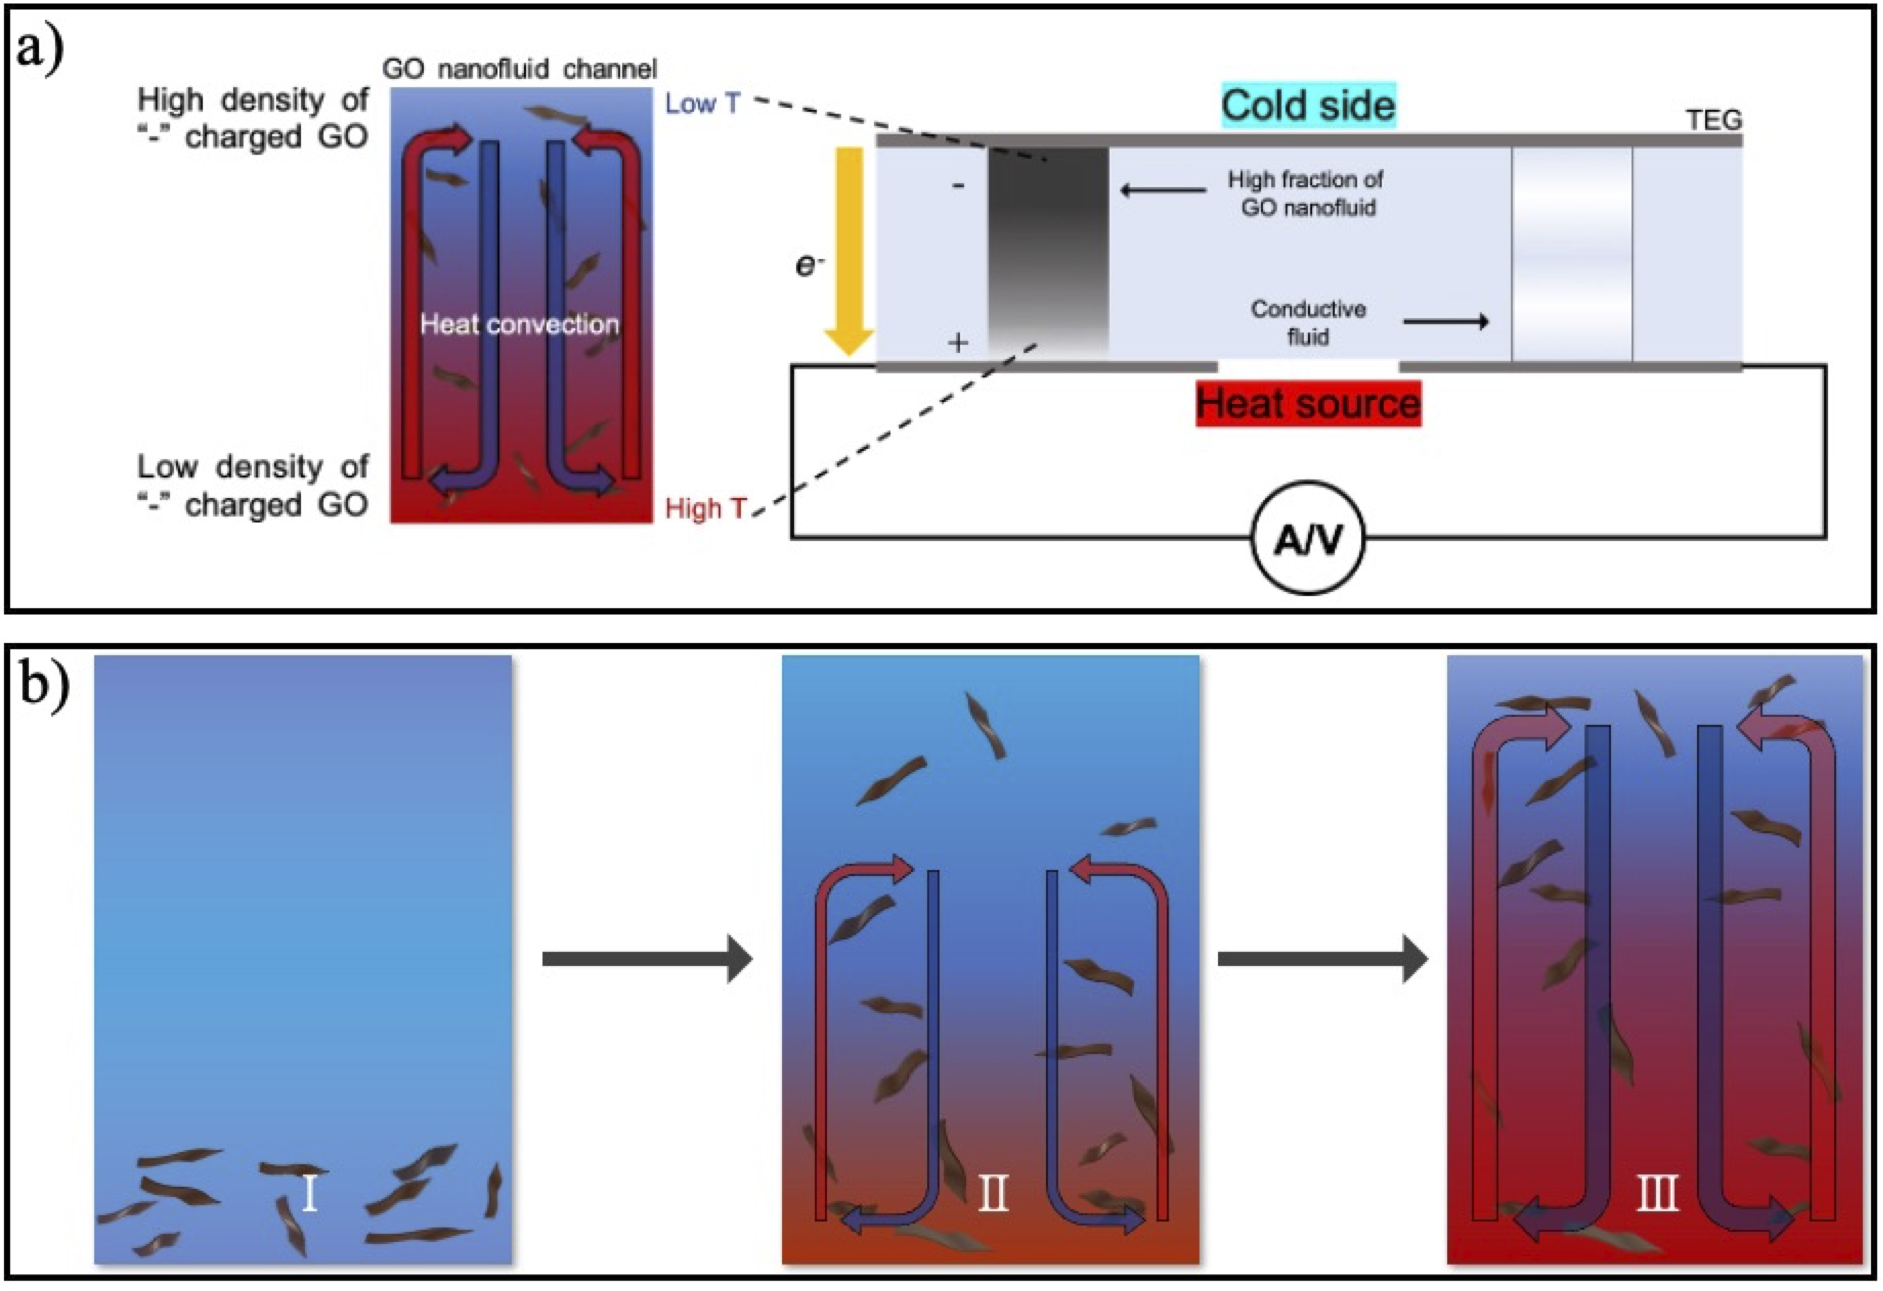 a)
GO nanofluid channel
High density of
“-” charged GO
Low T
Heat convection
Low density of
“-” charged GO
High T
Cold side
TEG
-
High fraction of
GO nanofluid
e-
Conductive
fluid
+
Heat source
A/V
b)
I
II
III